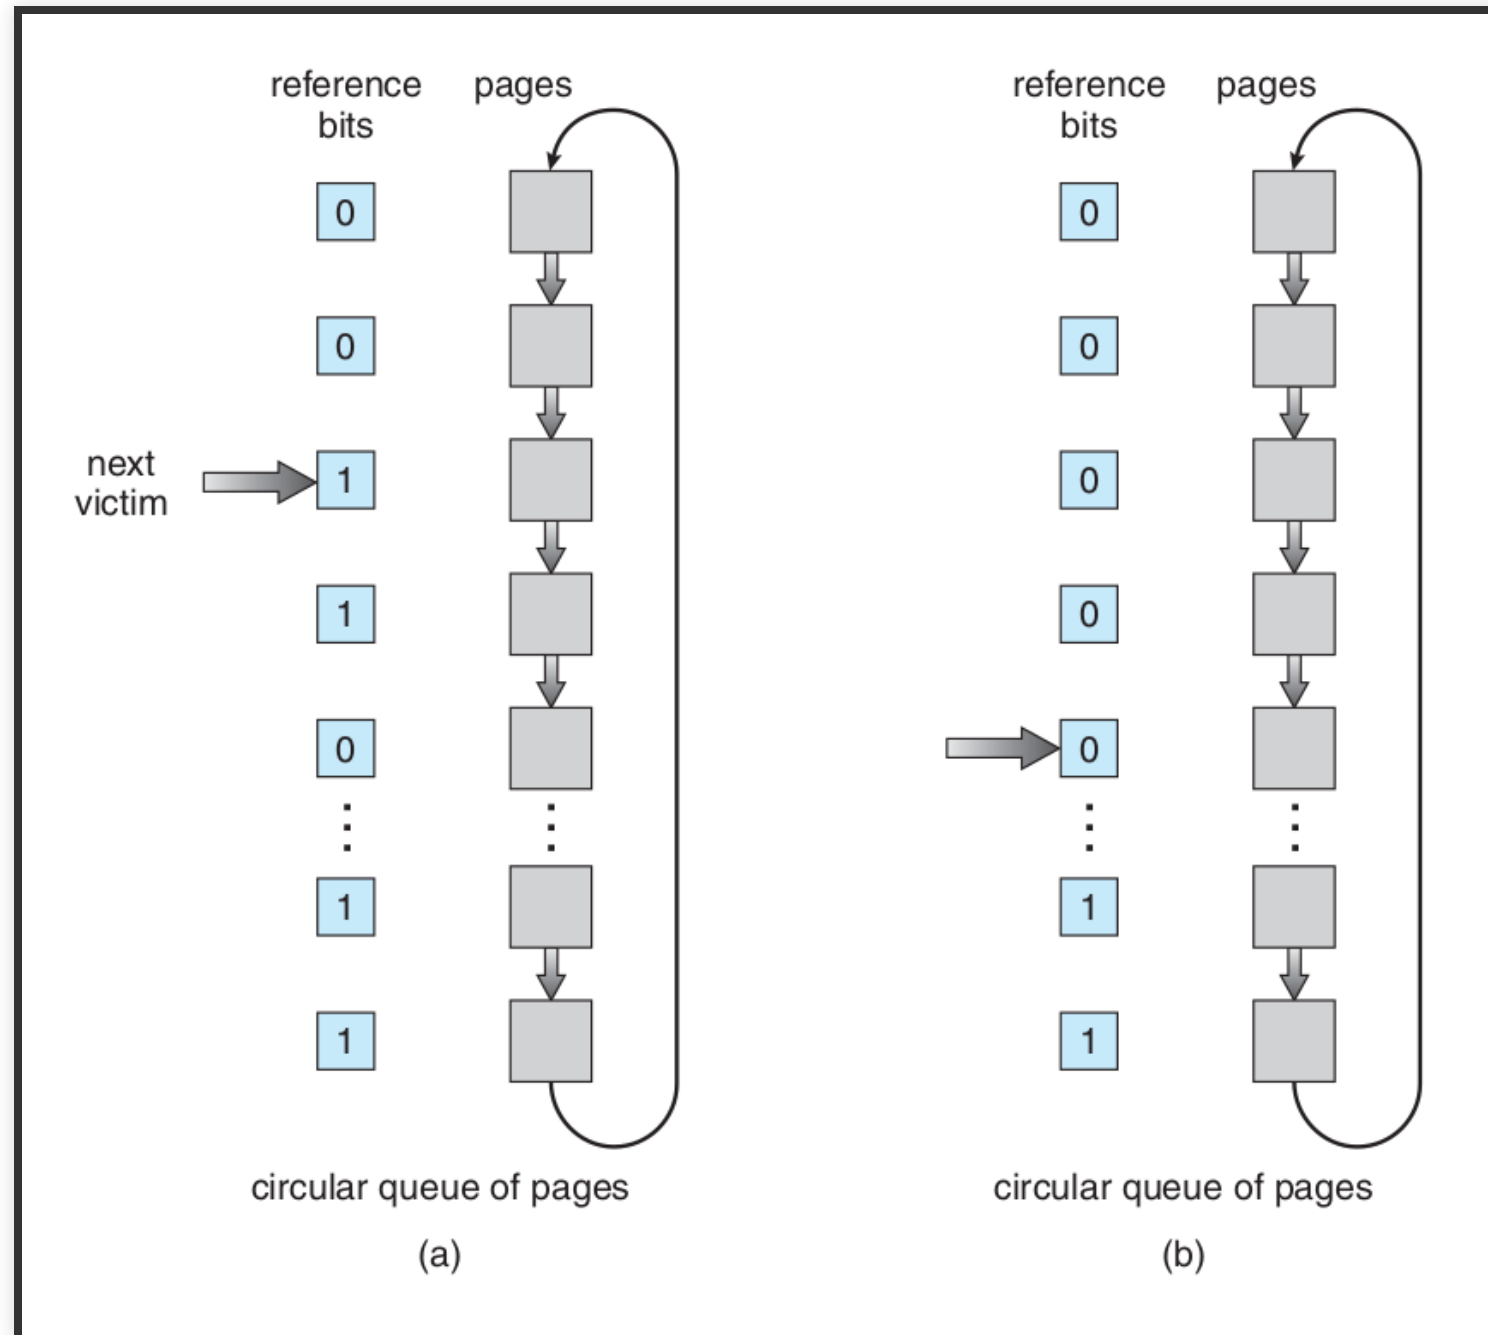 reference pages
bits
0
0
next
victim
1
1
0
1
1
circular queue of pages
(a)
reference pages
bits
0
0
0
0
0
1
1
circular queue of pages
(b)